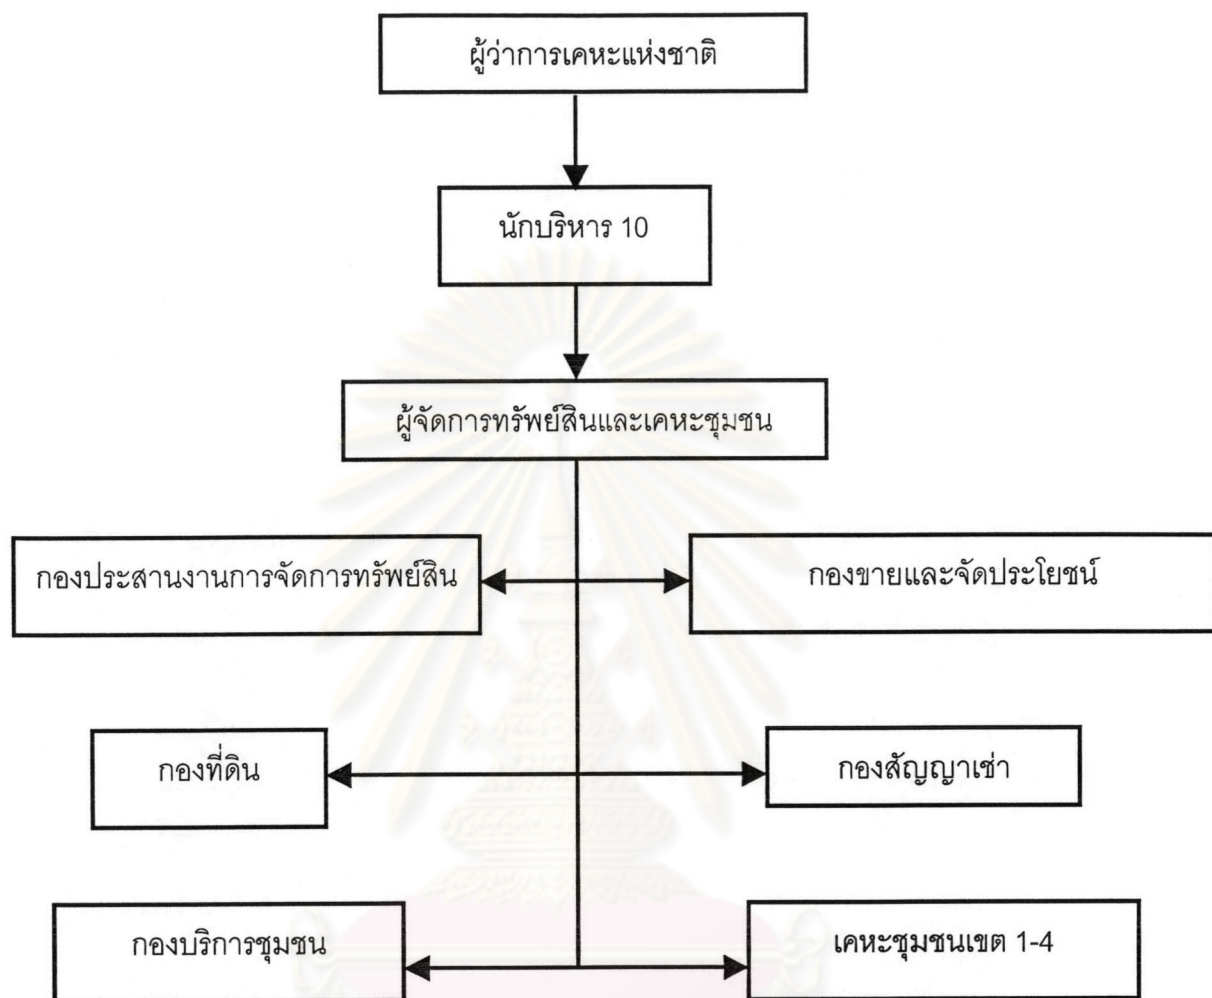 ผู้ว่าการเคหะแห่งชาติ
นักบริหาร 10
ผู้จัดการทรัพย์สินและเคหะชุมชน
กองประสานงานการจัดการทรัพย์สิน
กองขายและจัดประโยชน์
กองที่ดิน
กองสัญญาเช่า
กองบริการชุมชน
เคหะชุมชนเขต 1-4